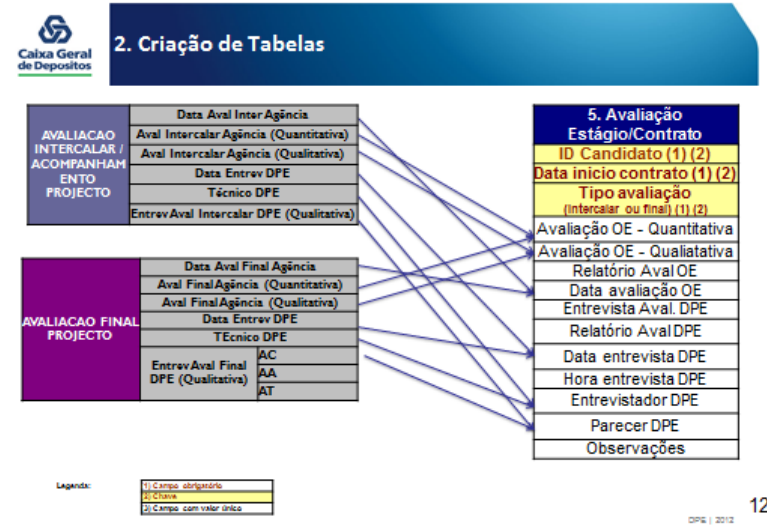 Caixa Geral
de Depositos
2. Criação de Tabelas
AVALIACAO
INTERCALAR /
ACOMPANHAM
ENTO
PROJECTO
Data Aval Inter Agência
Aval Intercalar Agência (Quantitativa)
Aval Intercalar Agência (Qualitativa)
Data Entrev DPE
Técnico DPE
Entrev Aval Intercalar DPE (Qualitativa)
AVALIACAO FINAL
PROJECTO
Data Aval Final Agência
Aval Final Agência (Quantitativa)
Aval Final Agência (Qualitativa)
Data Entrev DPE
TEcnico DPE
Entrev Aval Final
DPE (Qualitativa)
AC
AA
AT
5. Avaliação
Estágio/Contrato
ID Candidato (1) (2)
Data inicio contrato (1) (2)
Tipo avaliação
(Intercalar ou final) (1) (2)
Avaliação OE - Quantitativa
Avaliação OE - Qualiatativa
Relatório Aval OE
Data avaliação OE
Entrevista Aval. DPE
Relatório Aval DPE
Data entrevista DPE
Hora entrevista DPE
Entrevistador DPE
Parecer DPE
Observações
Legenda:
1) Campo obrigatório
2) Chave
3) Campo com valor único
12
DPE | 2012